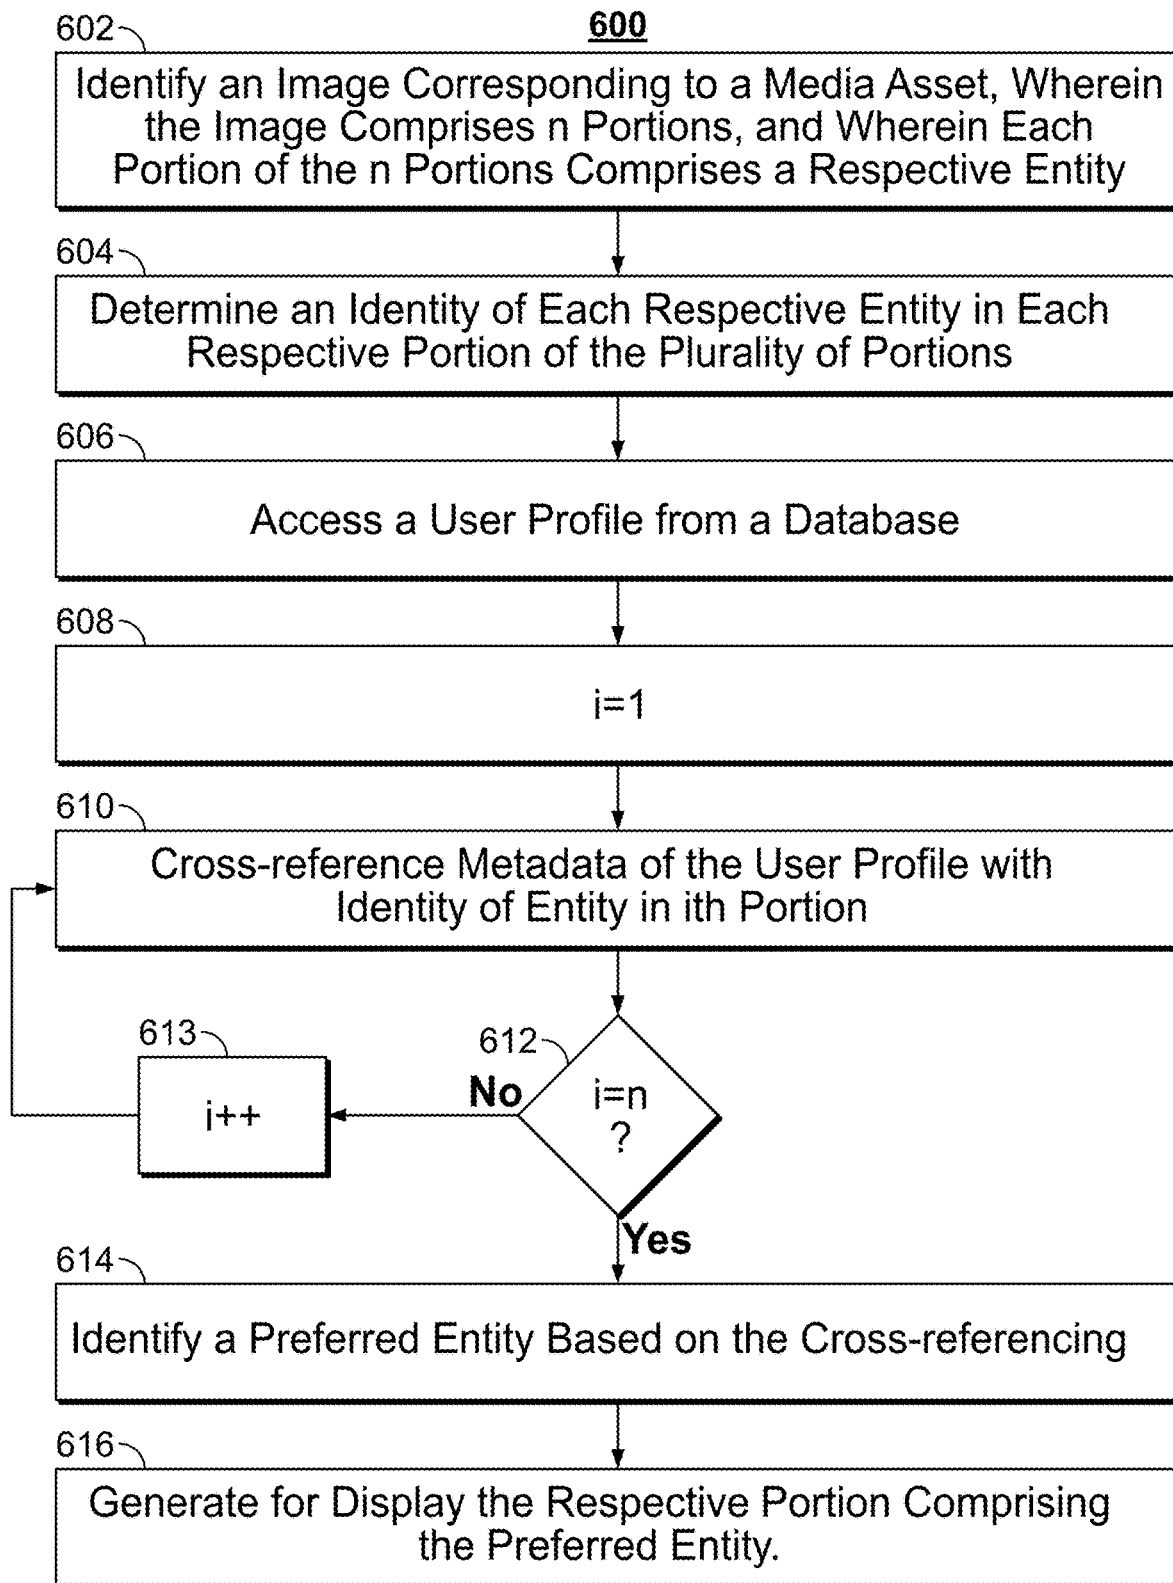 600
602
Identify an Image Corresponding to a Media Asset, Wherein
the Image Comprises n Portions, and Wherein Each
Portion of the n Portions Comprises a Respective Entity
604
Determine an Identity of Each Respective Entity in Each
Respective Portion of the Plurality of Portions
606
Access a User Profile from a Database
608
i=1
610
Cross-reference Metadata of the User Profile with
Identity of Entity in ith Portion
612
i=n
?
No
613
i++
Yes
614
Identify a Preferred Entity Based on the Cross-referencing
616
Generate for Display the Respective Portion Comprising
the Preferred Entity.